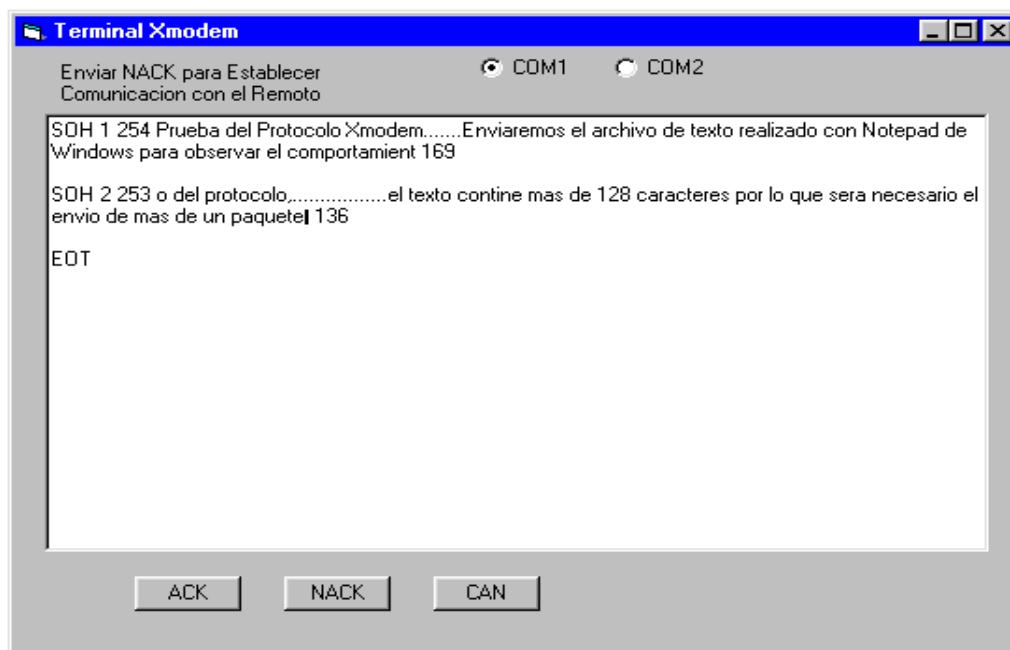 Terminal Xmodem
Enviar NACK para Establecer
Comunicacion con el Remoto
COM1
COM2
SOH 1 254 Prueba del Protocolo Xmodem.......Enviaremos el archivo de texto realizado con Notepad de
Windows para observar el comportamient 169
SOH 2 253 o del protocolo,.................el texto contine mas de 128 caracteres por lo que sera necesario el
envio de mas de un paquete| 136
EOT
ACK
NACK
CAN